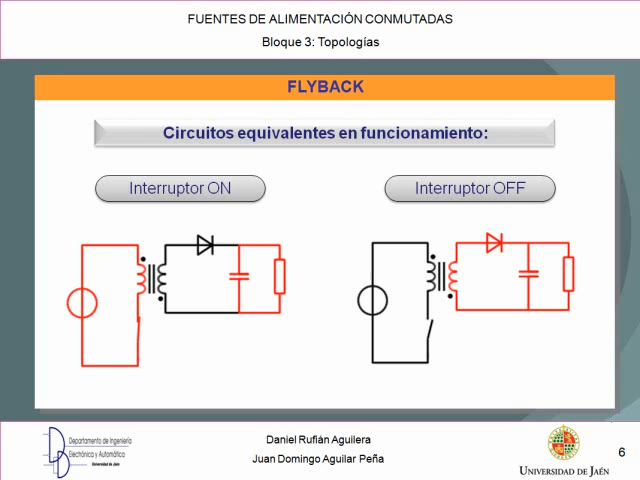 FUENTES DE ALIMENTACIÓN CONMUTADAS
Bloque 3: Topologías
FLYBACK
Circuitos equivalentes en funcionamiento:
Interruptor ON
Interruptor OFF
Departamento de Ingeniería
Electrónica y Automática
Universidad de Jaén
Daniel Rufián Aguilera
Juan Domingo Aguilar Peña
UNIVERSIDAD DE JAÉN
6